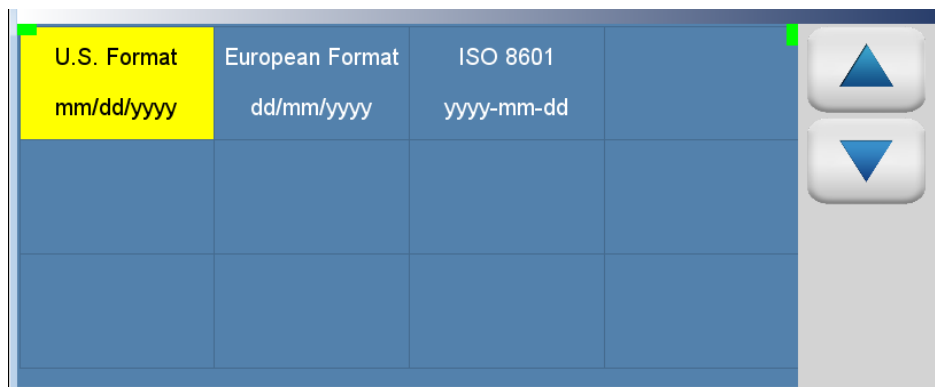 U.S. Format
mm/dd/yyyy
European Format
dd/mm/yyyy
ISO 8601
yyyy-mm-dd